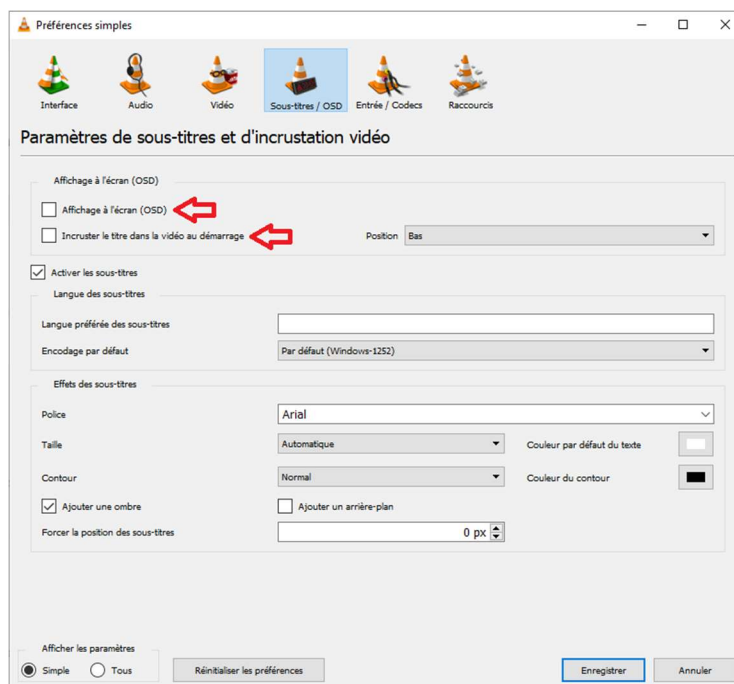 Préférences simples
Interface
Audio
Vidéo
Sous-titres / OSD
Entrée / Codecs
Raccourcis
Paramètres de sous-titres et d'incrustation vidéo
Affichage à l'écran (OSD)
Affichage à l'écran (OSD)
Incruster le titre dans la vidéo au démarrage
Position
Bas
Activer les sous-titres
Langue des sous-titres
Langue préférée des sous-titres
Encodage par défaut
Par défaut (Windows-1252)
Effets des sous-titres
Police
Arial
Taille
Automatique
Couleur par défaut du texte
Contour
Normal
Couleur du contour
Ajouter une ombre
Ajouter un arrière-plan
Forcer la position des sous-titres
0 px
Afficher les paramètres
Simple
Tous
Réinitialiser les préférences
Enregistrer
Annuler